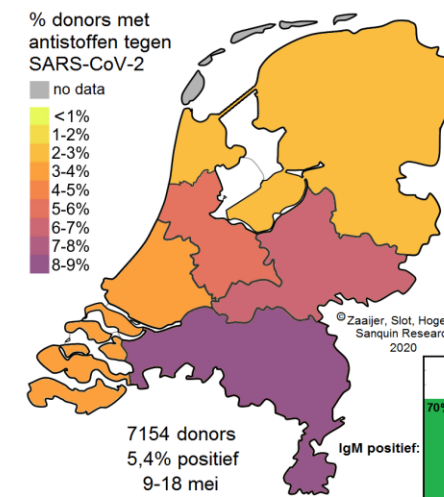 % donors met
antistoffen tegen
SARS-CoV-2
no data
<1%
1-2%
2-3%
3-4%
4-5%
5-6%
6-7%
7-8%
8-9%
© Zaaijer, Slot, Hoge
Sanquin Research
2020
7154 donors
5,4% positief
9-18 mei
70%
IgM positief: